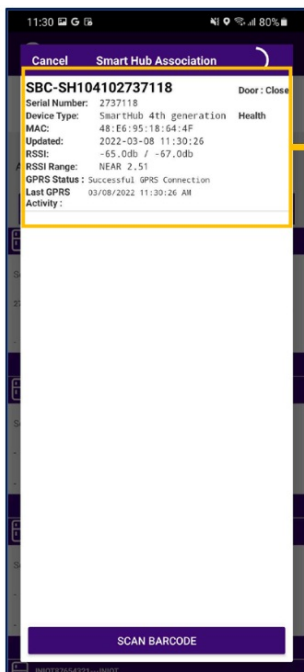 11:30 G 80%
Cancel Smart Hub Association
SBC-SH104102737118 Door : Close
Serial Number: 2737118
Device Type: SmartHub 4th generation Health
MAC: 48:E6:95:18:64:4F
Updated: 2022-03-08 11:30:26
RSSI: -65.0db / -67.0db
RSSI Range: NEAR 2.51
GPRS Status : Successful GPRS Connection
Last GPRS 03/08/2022 11:30:26 AM
Activity :
SCAN BARCODE